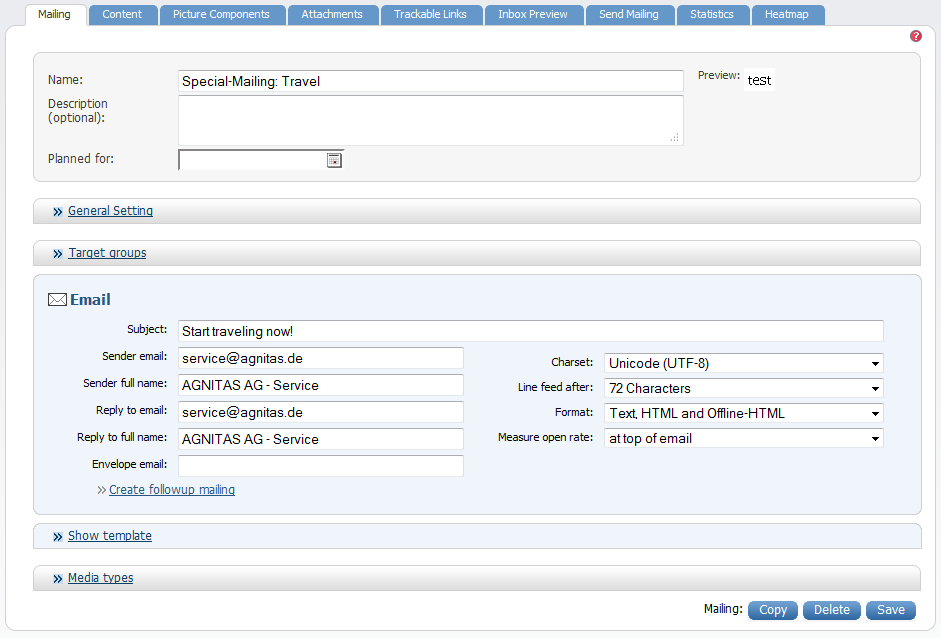 Mailing Content Picture Components Attachments Trackable Links Inbox Preview Send Mailing Statistics Heatmap
?
Name: Special-Mailing: Travel Preview: test
Description
(optional):
Planned for:
General Setting
Target groups
Email
Subject: Start traveling now!
Sender email: service@agnitas.de Charset: Unicode (UTF-8)
Sender full name: AGNITAS AG - Service Line feed after: 72 Characters
Reply to email: service@agnitas.de Format: Text, HTML and Offline-HTML
Reply to full name: AGNITAS AG - Service Measure open rate: at top of email
Envelope email:
Create followup mailing
Show template
Media types
Mailing: Copy Delete Save